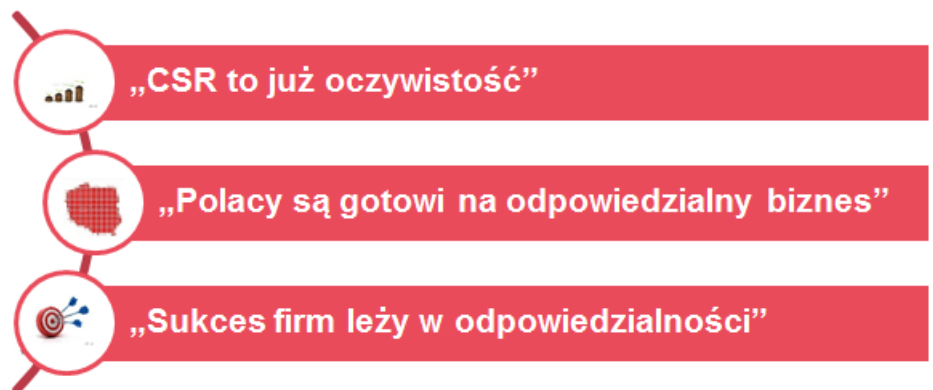 „CSR to już oczywistość”
„Polacy są gotowi na odpowiedzialny biznes”
„Sukces firm leży w odpowiedzialności”